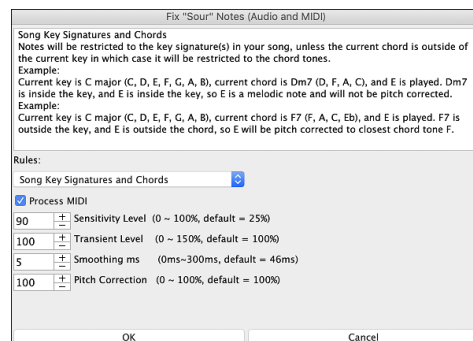 Fix "Sour" Notes (Audio and MIDI)
Song Key Signatures and Chords
Notes will be restricted to the key signature(s) in your song, unless the current chord is outside of
the current key in which case it will be restricted to the chord tones.
Example:
Current key is C major (C, D, E, F, G, A, B), current chord is Dm7 (D, F, A, C), and E is played. Dm7
is inside the key, and E is inside the key, so E is a melodic note and will not be pitch corrected.
Example:
Current key is C major (C, D, E, F, G, A, B), current chord is F7 (F, A, C, Eb), and E is played. F7 is
outside the key, and E is outside the chord, so E will be pitch corrected to closest chord tone F.
Rules:
Song Key Signatures and Chords
Process MIDI
90 + − Sensitivity Level (0 ~ 100%, default = 25%)
100 + − Transient Level (0 ~ 150%, default = 100%)
5 + − Smoothing ms (0ms~300ms, default = 46ms)
100 + − Pitch Correction (0 ~ 100%, default = 100%)
OK Cancel